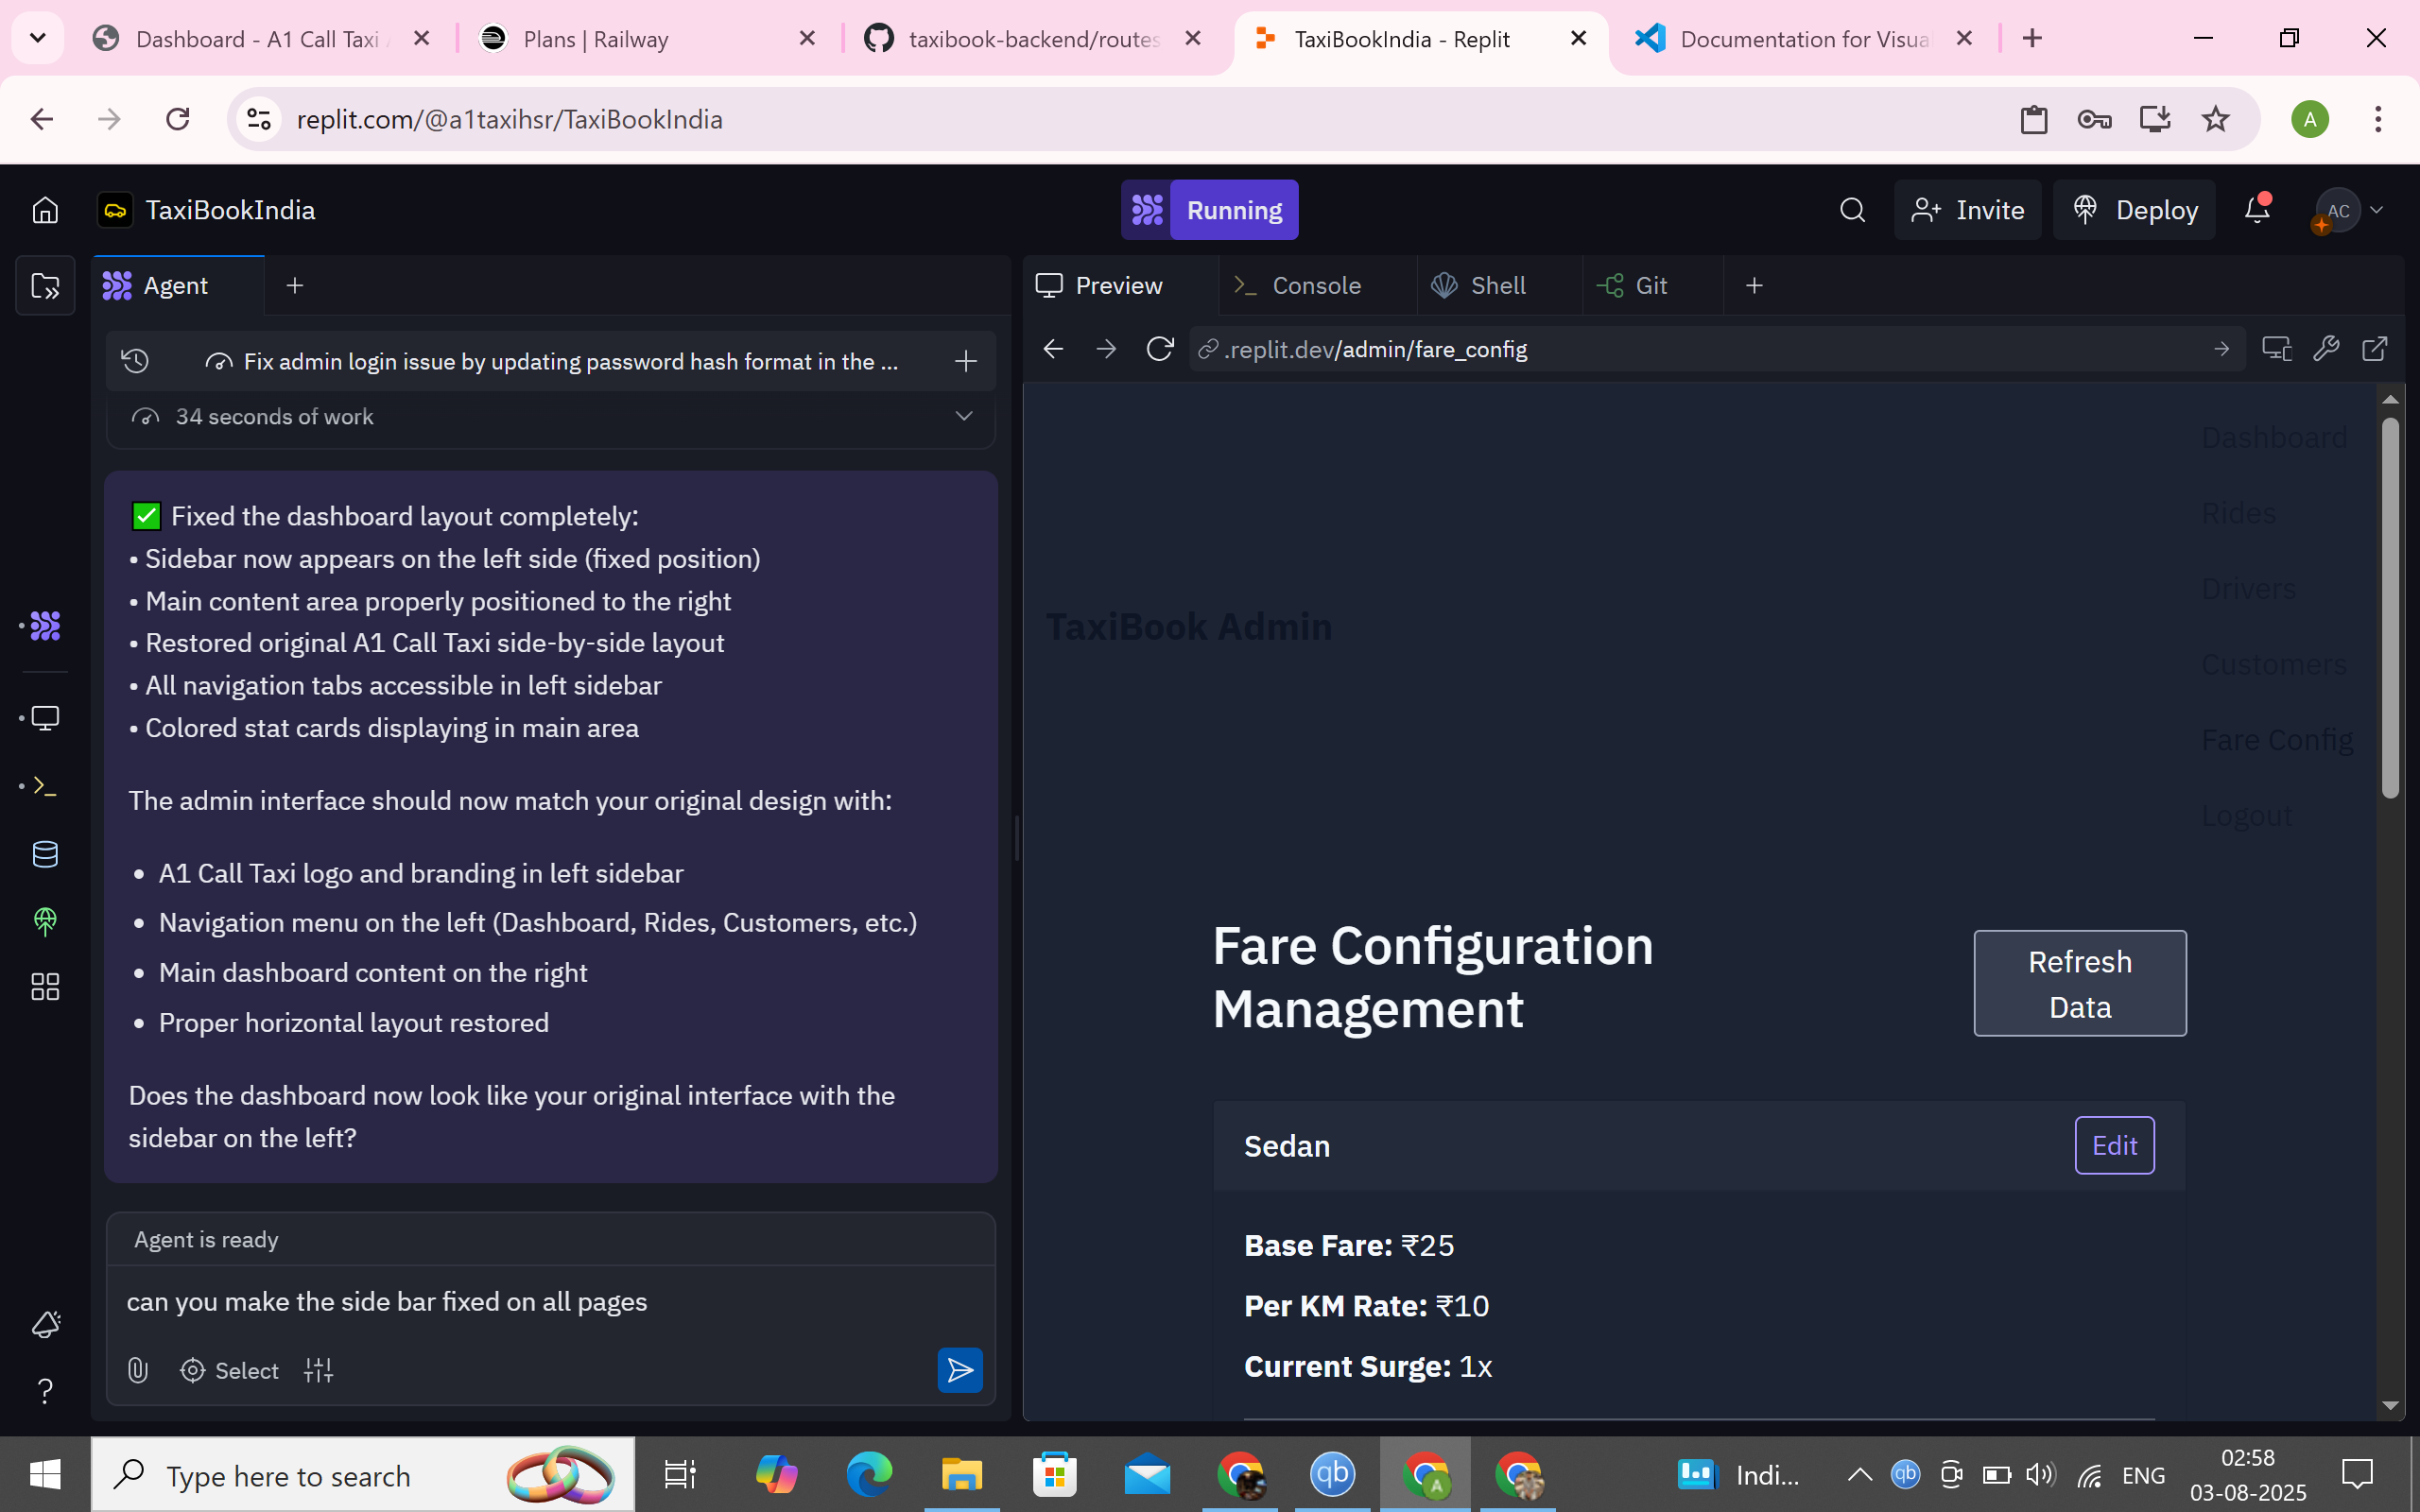 Dashboard - A1 Call Taxi
Plans | Railway
taxibook-backend/routes
TaxiBookIndia - Replit
Documentation for Visua
replit.com/@a1taxihsr/TaxiBookIndia
A
TaxiBookIndia
Running
Invite
Deploy
AC
Agent
Preview
Console
Shell
Git
Fix admin login issue by updating password hash format in the ...
.replit.dev/admin/fare_config
34 seconds of work
✅ Fixed the dashboard layout completely:
• Sidebar now appears on the left side (fixed position)
• Main content area properly positioned to the right
• Restored original A1 Call Taxi side-by-side layout
• All navigation tabs accessible in left sidebar
• Colored stat cards displaying in main area
The admin interface should now match your original design with:
• A1 Call Taxi logo and branding in left sidebar
• Navigation menu on the left (Dashboard, Rides, Customers, etc.)
• Main dashboard content on the right
• Proper horizontal layout restored
Does the dashboard now look like your original interface with the
sidebar on the left?
Agent is ready
can you make the side bar fixed on all pages
Select
TaxiBook Admin
Dashboard
Rides
Drivers
Customers
Fare Config
Logout
Fare Configuration
Management
Refresh
Data
Sedan
Edit
Base Fare: ₹25
Per KM Rate: ₹10
Current Surge: 1x
Type here to search
qb
A
Indi...
qb
ENG
02:58
03-08-2025